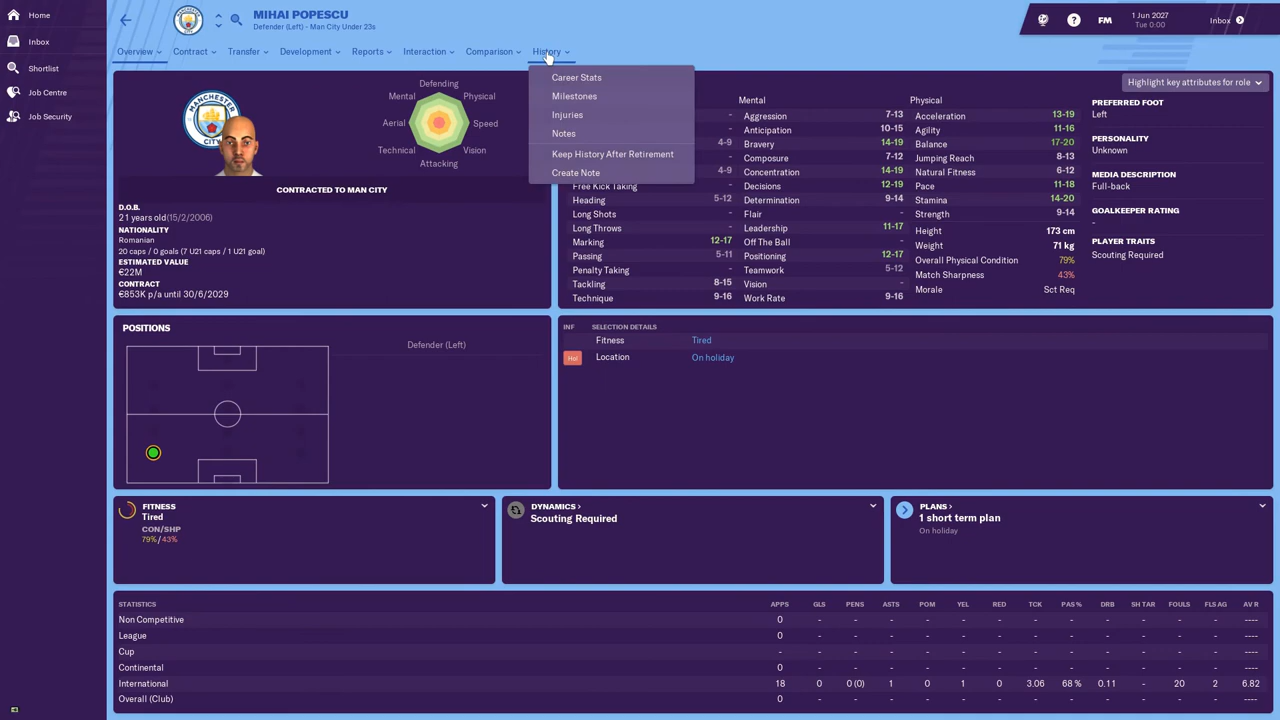 Home
Inbox
Shortlist
Job Centre
Job Security
MIHAI POPESCU
Defender (Left) - Man City Under 23s
?
FM
1 Jun 2027
Tue 0:00
Inbox
Overview
Contract
Transfer
Development
Reports
Interaction
Comparison
History
Career Stats
Milestones
Injuries
Notes
Keep History After Retirement
Create Note
MANCHESTER
CITY
Defending
Mental
Physical
Aerial
Speed
Technical
Vision
Attacking
CONTRACTED TO MAN CITY
D.O.B.
21 years old (15/2/2006)
NATIONALITY
Romanian
20 caps / 0 goals (7 U21 caps / 1 U21 goal)
ESTIMATED VALUE
€22M
CONTRACT
€853K p/a until 30/6/2029
Highlight key attributes for role
-
-
4-9
-
4-9
Free Kick Taking -
Heading 5-12
Long Shots -
Long Throws -
Marking 12-17
Passing 5-11
Penalty Taking -
Tackling 8-15
Technique 9-16
Mental
Aggression 7-13
Anticipation 10-15
Bravery 14-19
Composure 7-12
Concentration 14-19
Decisions 12-19
Determination 9-14
Flair -
Leadership 11-17
Off The Ball -
Positioning 12-17
Teamwork 5-12
Vision -
Work Rate 9-16
Physical
Acceleration 13-19
Agility 11-16
Balance 17-20
Jumping Reach 8-13
Natural Fitness 6-12
Pace 11-18
Stamina 14-20
Strength 9-14
Height 173 cm
Weight 71 kg
Overall Physical Condition 79%
Match Sharpness 43%
Morale Sct Req
PREFERRED FOOT
Left
PERSONALITY
Unknown
MEDIA DESCRIPTION
Full-back
GOALKEEPER RATING
-
PLAYER TRAITS
Scouting Required
POSITIONS
Defender (Left)
INF SELECTION DETAILS
Fitness Tired
Hol Location On holiday
FITNESS
Tired
CON/SHP
79% / 43%
DYNAMICS >
Scouting Required
PLANS >
1 short term plan
On holiday
STATISTICS APPS GLS PENS ASTS POM YEL RED TCK PAS % DRB SH TAR FOULS FLS AG AV R
Non Competitive 0 - - - - - - - - - - - - ----
League 0 - - - - - - - - - - - - ----
Cup - - - - - - - - - - - - - ----
Continental 0 - - - - - - - - - - - - ----
International 18 0 0 (0) 1 0 1 0 3.06 68 % 0.11 - 20 2 6.82
Overall (Club) 0 - - - - - - - - - - - - ----